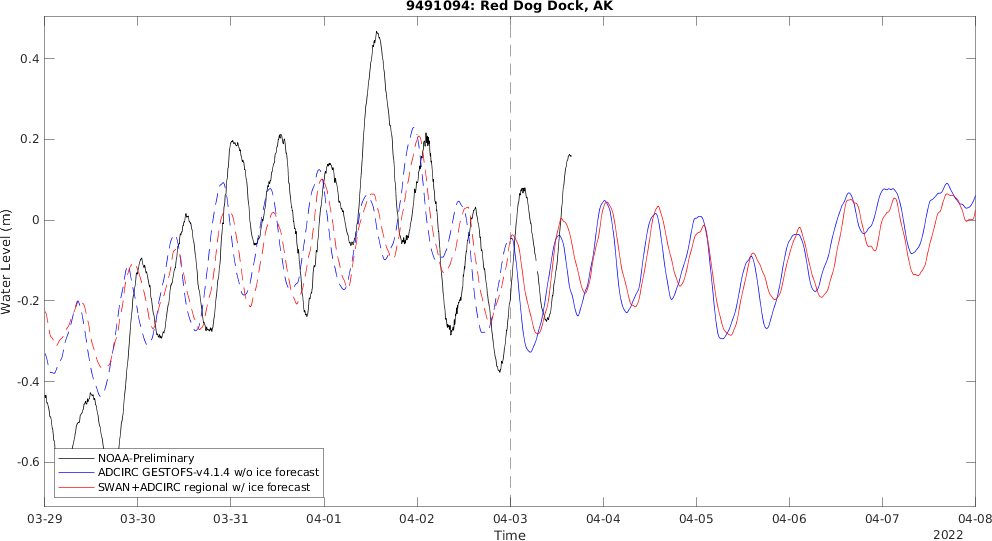 9491094: Red Dog Dock, AK
Water Level (m)
0.4
0.2
0
-0.2
-0.4
-0.6
NOAA-Preliminary
ADCIRC GESTOFS-v4.1.4 w/o ice forecast
SWAN+ADCIRC regional w/ ice forecast
03-29 03-30 03-31 04-01 04-02 04-03 04-04 04-05 04-06 04-07 04-08
Time
2022